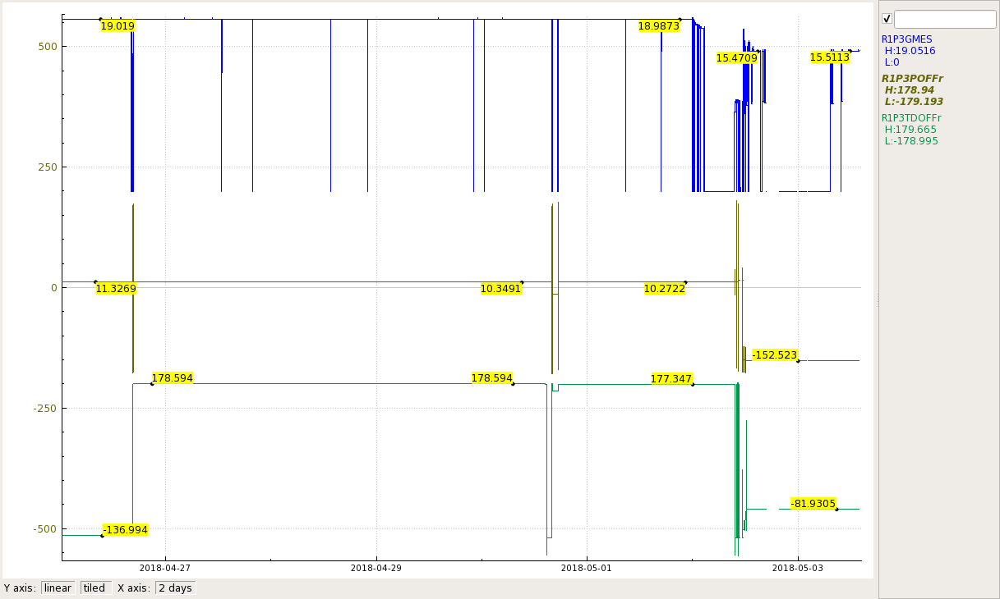 19.019
18.9873
15.4709
15.5113
500
250
0
-250
-500
11.3269
10.3491
10.2722
-152.523
178.594
178.594
177.347
-136.994
-81.9305
2018-04-27
2018-04-29
2018-05-01
2018-05-03
Y axis: linear tiled X axis: 2 days
R1P3GMES
H:19.0516
L:0
R1P3POFFr
H:178.94
L:-179.193
R1P3TDOFFr
H:179.665
L:-178.995